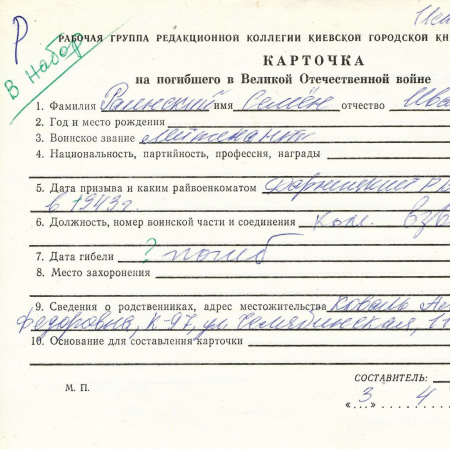 Р
В набор
РАБОЧАЯ ГРУППА РЕДАКЦИОННОЙ КОЛЛЕГИИ КИЕВСКОЙ ГОРОДСКОЙ КН
КАРТОЧКА
на погибшего в Великой Отечественной войне
1. Фамилия имя Семён отчество Ива
2. Год и место рождения
3. Воинское звание лейтенант
4. Национальность, партийность, профессия, награды
5. Дата призыва и каким райвоенкоматом Дарницкий Р
в 1943 г.
6. Должность, номер воинской части и соединения ком. взв
7. Дата гибели ? погиб
8. Место захоронения
9. Сведения о родственниках, адрес местожительства Коваль
Федоровна, К-97, ул.
10. Основание для составления карточки
СОСТАВИТЕЛЬ:
М. П.
«3» 4